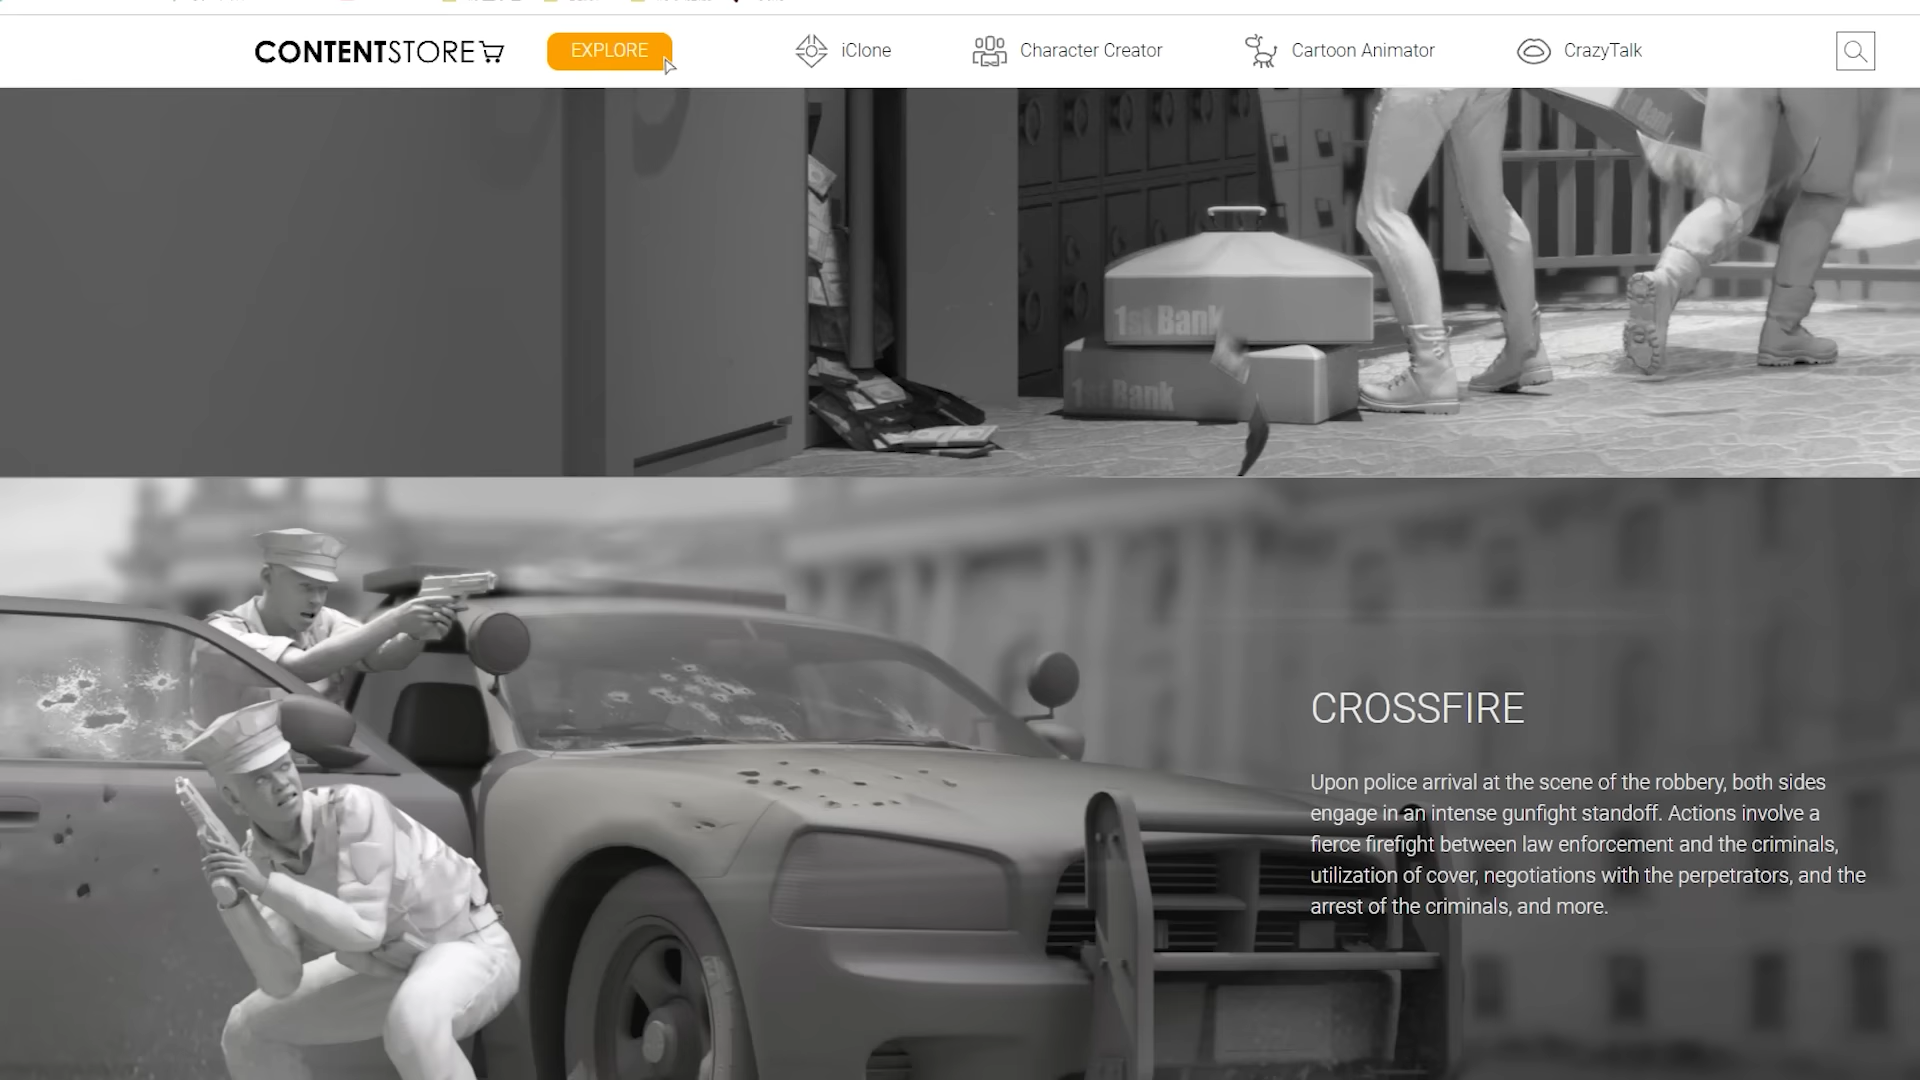 CONTENTSTORE
EXPLORE
iClone
Character Creator
Cartoon Animator
CrazyTalk
1st Bank
1st Bank
CROSSFIRE
Upon police arrival at the scene of the robbery, both sides
engage in an intense gunfight standoff. Actions involve a
fierce firefight between law enforcement and the criminals,
utilization of cover, negotiations with the perpetrators, and the
arrest of the criminals, and more.